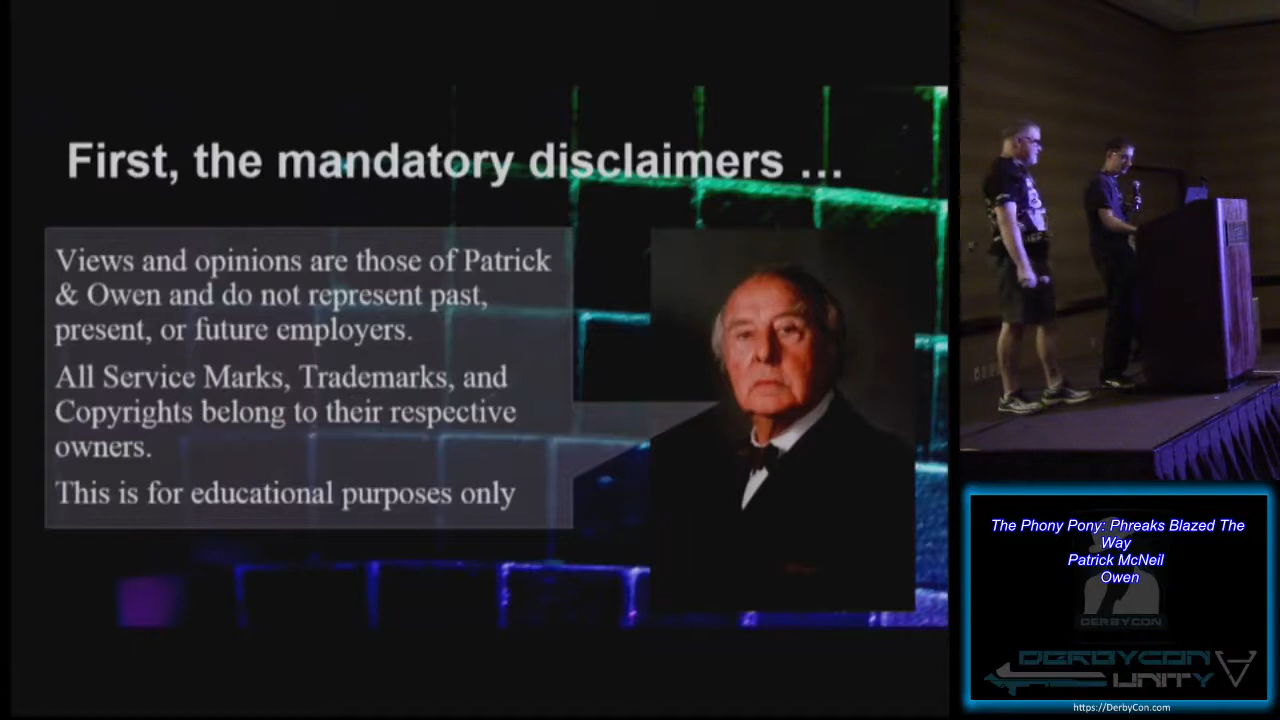 First, the mandatory disclaimers ...
Views and opinions are those of Patrick
& Owen and do not represent past,
present, or future employers.
All Service Marks, Trademarks, and
Copyrights belong to their respective
owners.
This is for educational purposes only
The Phony Pony: Phreaks Blazed The
Way
Patrick McNeil
Owen
DERBYCON
DERBYCON
UNITY
https://DerbyCon.com